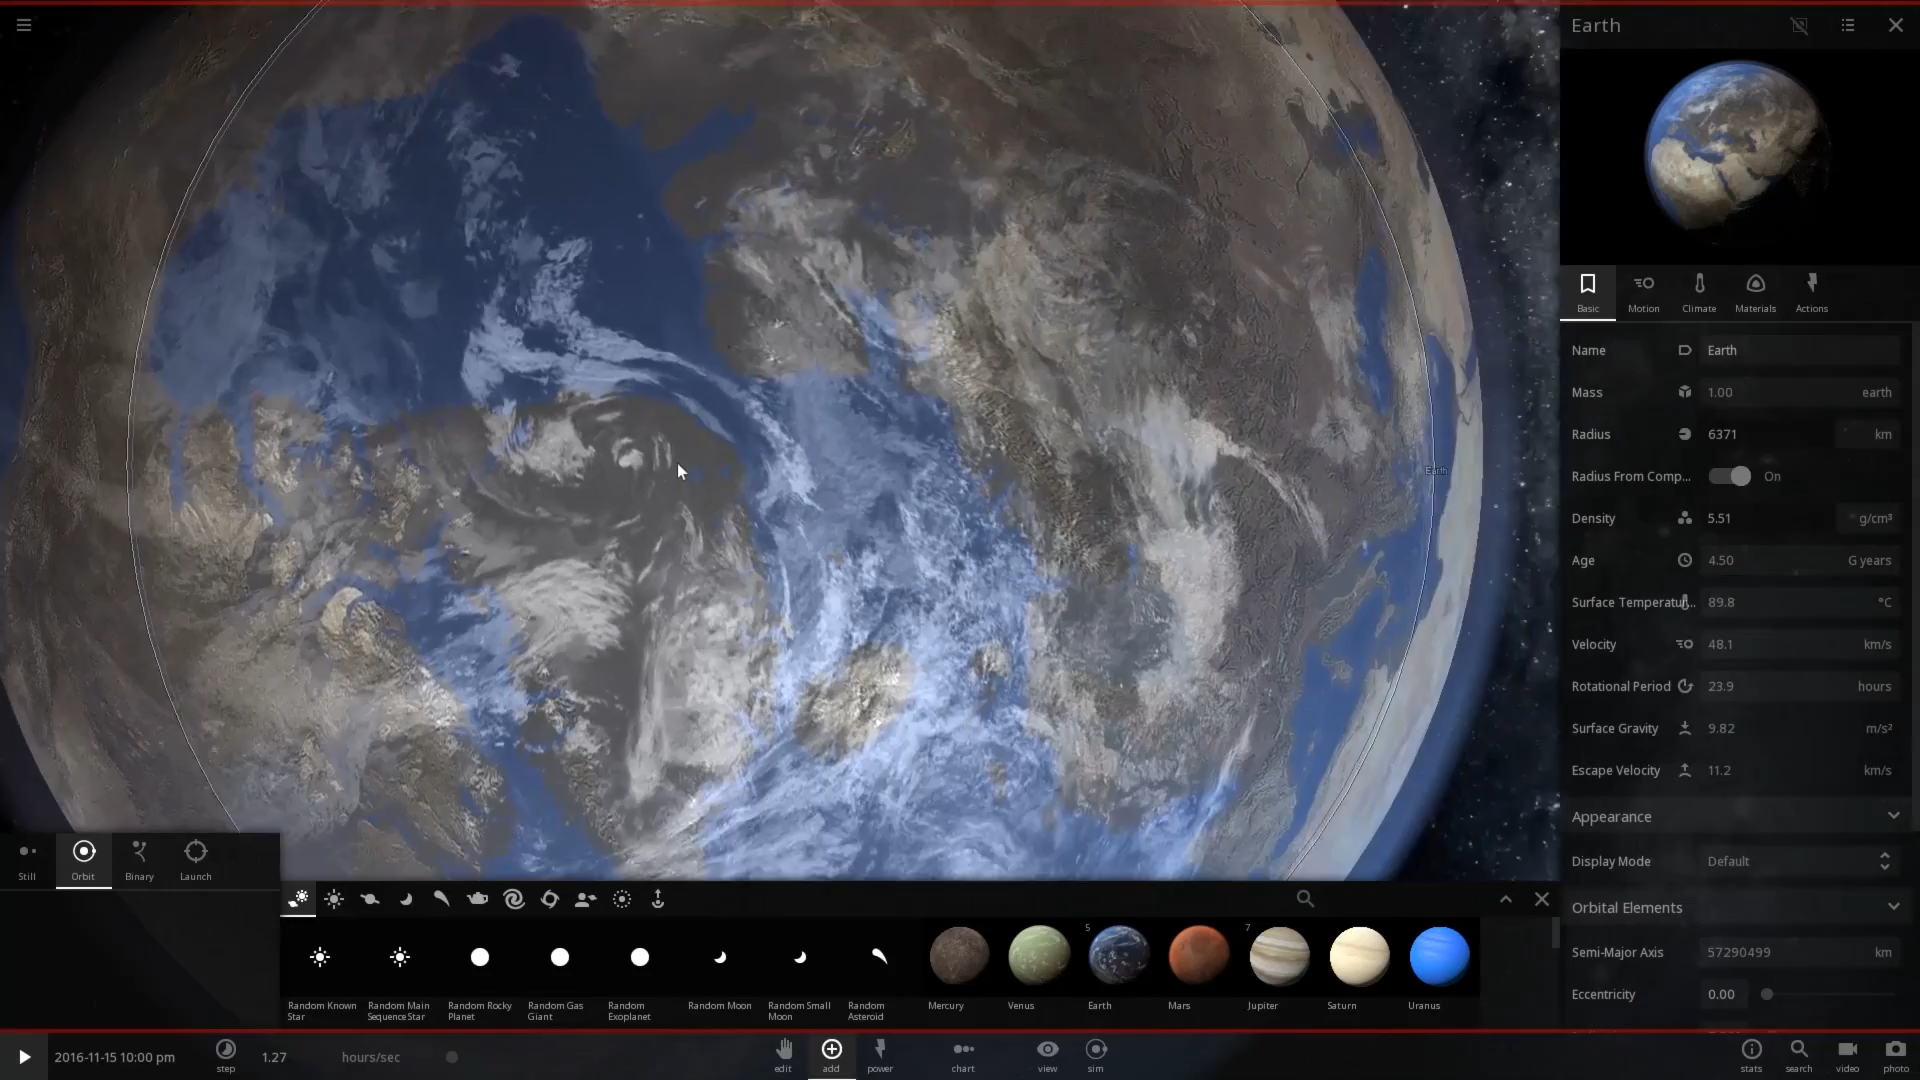 Earth
Basic
Motion
Climate
Materials
Actions
Name
Earth
Mass
1.00
earth
Radius
6371
km
Radius From Comp...
On
Density
5.51
g/cm³
Age
4.50
G years
Surface Temperatur...
89.8
°C
Velocity
48.1
km/s
Rotational Period
23.9
hours
Surface Gravity
9.82
m/s²
Escape Velocity
11.2
km/s
Appearance
Display Mode
Default
Orbital Elements
Semi-Major Axis
57290499
km
Eccentricity
0.00
Earth
Still
Orbit
Binary
Launch
Random Known
Star
Random Main
Sequence Star
Random Rocky
Planet
Random Gas
Giant
Random
Exoplanet
Random Moon
Random Small
Moon
Random
Asteroid
Mercury
Venus
5
Earth
Mars
7
Jupiter
Saturn
Uranus
2016-11-15 10:00 pm
step
1.27
hours/sec
edit
add
power
chart
view
sim
stats
search
video
photo